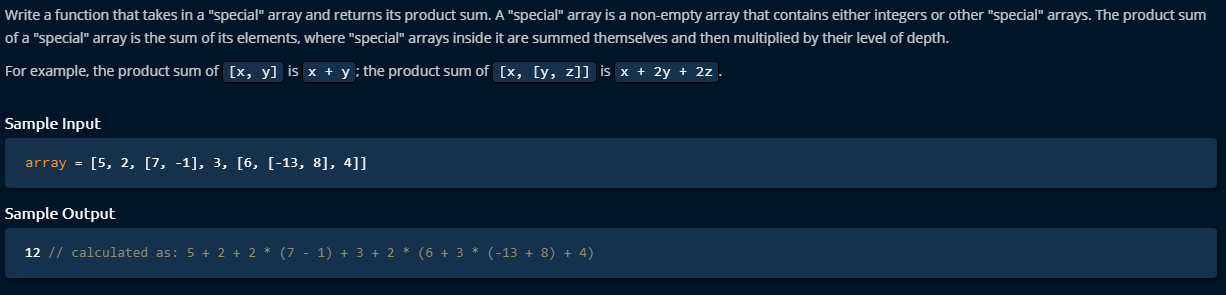 Write a function that takes in a "special" array and returns its product sum. A "special" array is a non-empty array that contains either integers or other "special" arrays. The product sum
of a "special" array is the sum of its elements, where "special" arrays inside it are summed themselves and then multiplied by their level of depth.
For example, the product sum of [x, y] is x + y; the product sum of [x, [y, z]] is x + 2y + 2z.
Sample Input
array = [5, 2, [7, -1], 3, [6, [-13, 8], 4]]
Sample Output
12 // calculated as: 5 + 2 + 2 * (7 - 1) + 3 + 2 * (6 + 3 * (-13 + 8) + 4)